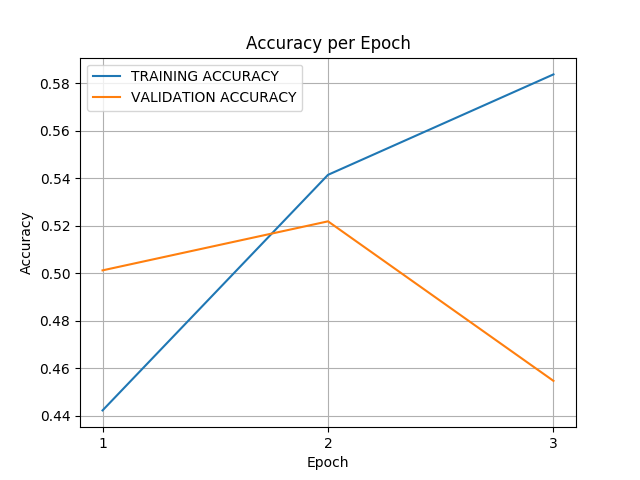 Accuracy per Epoch
TRAINING ACCURACY
VALIDATION ACCURACY
Accuracy
0.58
0.56
0.54
0.52
0.50
0.48
0.46
0.44
1
2
3
Epoch